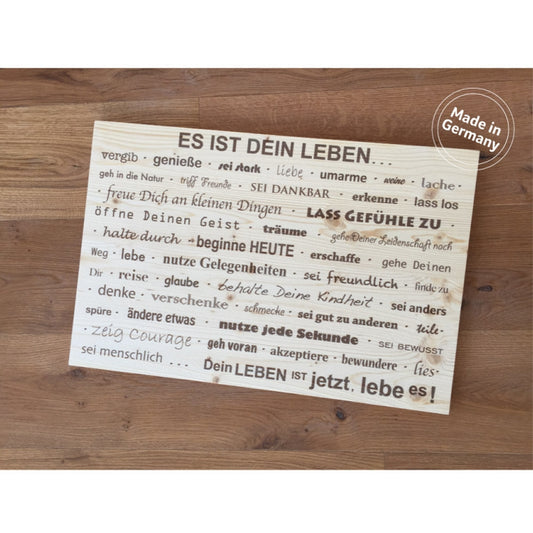 Made in
Germany
ES IST DEIN LEBEN...
vergib · genieße · sei stark · liebe · umarme · weine · lache ·
geh in die Natur · triff Freunde · SEI DANKBAR · erkenne · lass los
· freue Dich an kleinen Dingen · LASS GEFÜHLE ZU ·
öffne Deinen Geist · träume · gehe Deiner Leidenschaft nach
· halte durch · beginne HEUTE · erschaffe · gehe Deinen
Weg · lebe · nutze Gelegenheiten · sei freundlich · finde zu
Dir · reise · glaube · behalte Deine Kindheit · sei anders
· denke · verschenke · schmecke · sei gut zu anderen · teile ·
spüre · ändere etwas · nutze jede Sekunde · SEI BEWUSST
· zeig Courage · geh voran · akzeptiere · bewundere · lies ·
sei menschlich ... ... Dein LEBEN IST jetzt, lebe es!